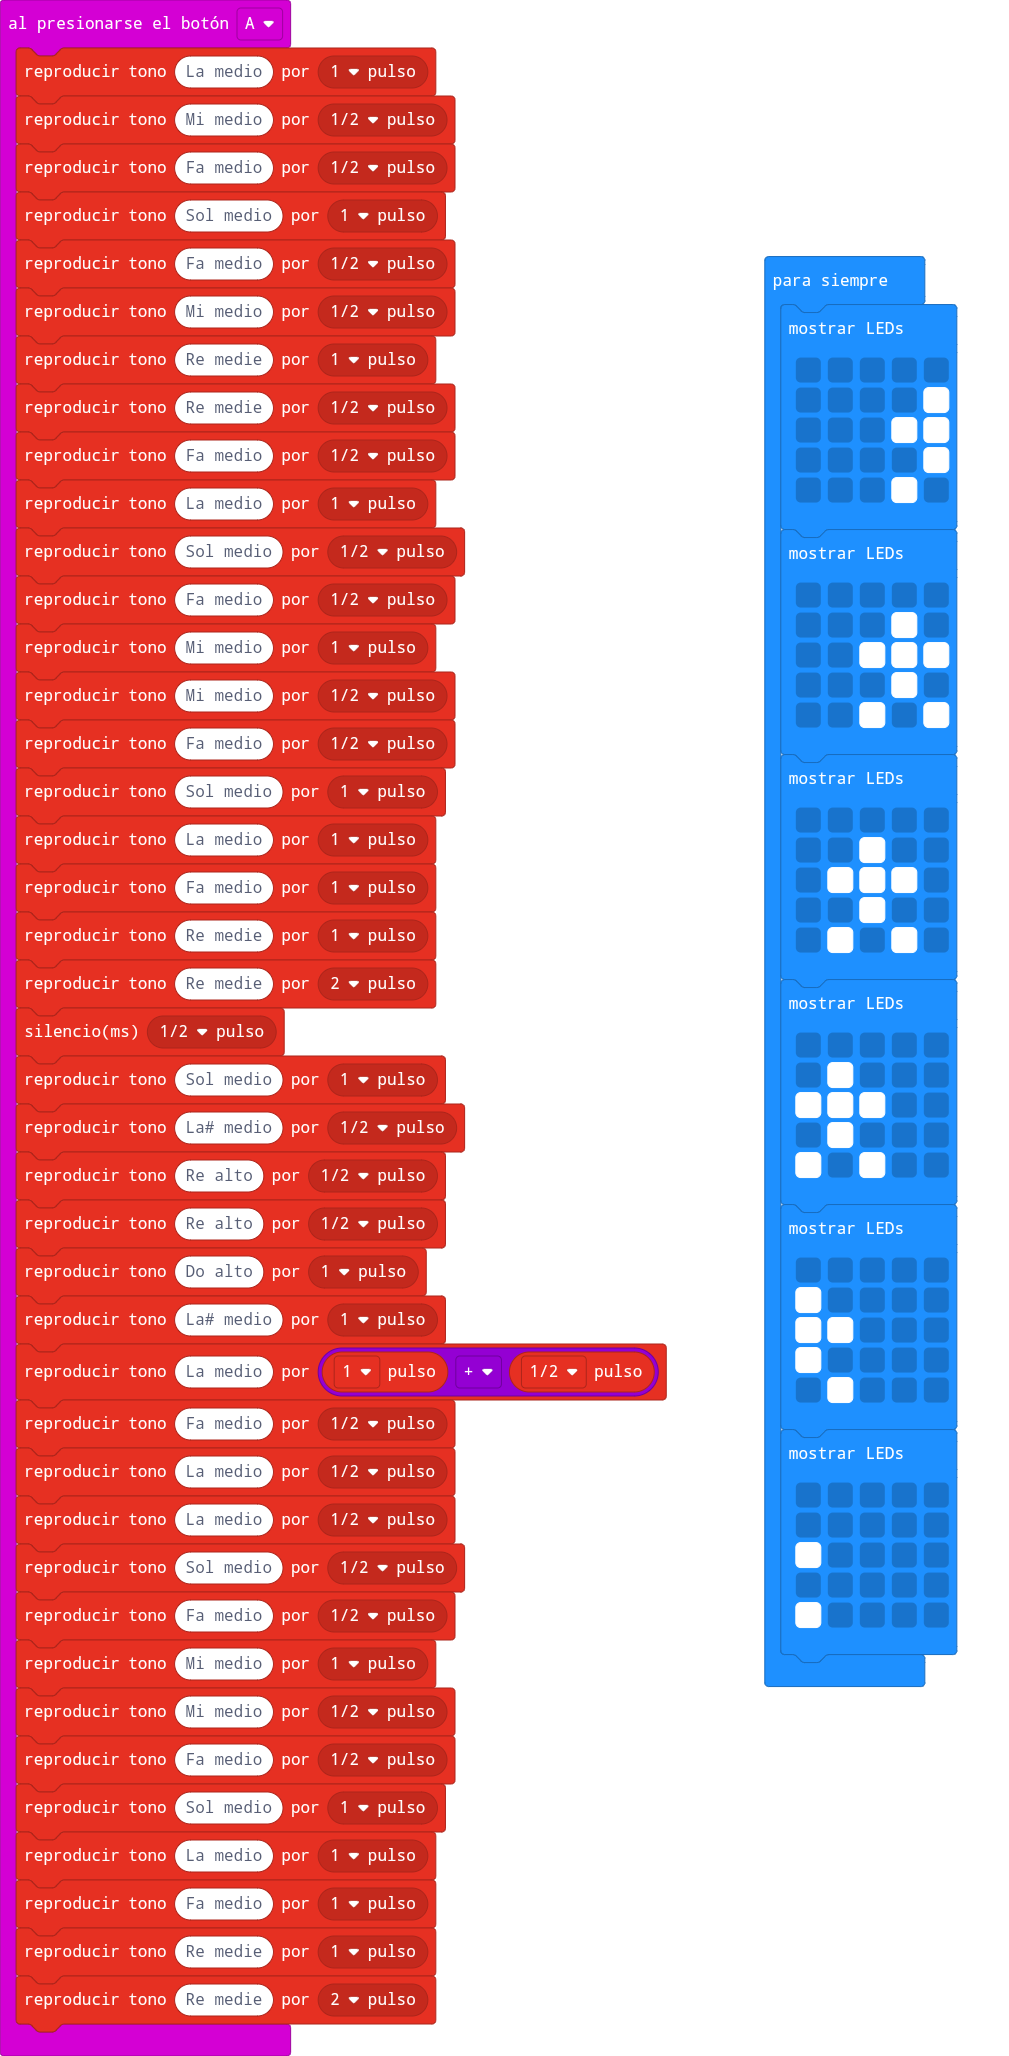 al presionarse el botón A
reproducir tono La medio por 1 pulso
reproducir tono Mi medio por 1/2 pulso
reproducir tono Fa medio por 1/2 pulso
reproducir tono Sol medio por 1 pulso
reproducir tono Fa medio por 1/2 pulso
reproducir tono Mi medio por 1/2 pulso
reproducir tono Re medie por 1 pulso
reproducir tono Re medie por 1/2 pulso
reproducir tono Fa medio por 1/2 pulso
reproducir tono La medio por 1 pulso
reproducir tono Sol medio por 1/2 pulso
reproducir tono Fa medio por 1/2 pulso
reproducir tono Mi medio por 1 pulso
reproducir tono Mi medio por 1/2 pulso
reproducir tono Fa medio por 1/2 pulso
reproducir tono Sol medio por 1 pulso
reproducir tono La medio por 1 pulso
reproducir tono Fa medio por 1 pulso
reproducir tono Re medie por 1 pulso
reproducir tono Re medie por 2 pulso
silencio(ms) 1/2 pulso
reproducir tono Sol medio por 1 pulso
reproducir tono La# medio por 1/2 pulso
reproducir tono Re alto por 1/2 pulso
reproducir tono Re alto por 1/2 pulso
reproducir tono Do alto por 1 pulso
reproducir tono La# medio por 1 pulso
reproducir tono La medio por 1 pulso + 1/2 pulso
reproducir tono Fa medio por 1/2 pulso
reproducir tono La medio por 1/2 pulso
reproducir tono La medio por 1/2 pulso
reproducir tono Sol medio por 1/2 pulso
reproducir tono Fa medio por 1/2 pulso
reproducir tono Mi medio por 1 pulso
reproducir tono Mi medio por 1/2 pulso
reproducir tono Fa medio por 1/2 pulso
reproducir tono Sol medio por 1 pulso
reproducir tono La medio por 1 pulso
reproducir tono Fa medio por 1 pulso
reproducir tono Re medie por 1 pulso
reproducir tono Re medie por 2 pulso
para siempre
mostrar LEDs
mostrar LEDs
mostrar LEDs
mostrar LEDs
mostrar LEDs
mostrar LEDs